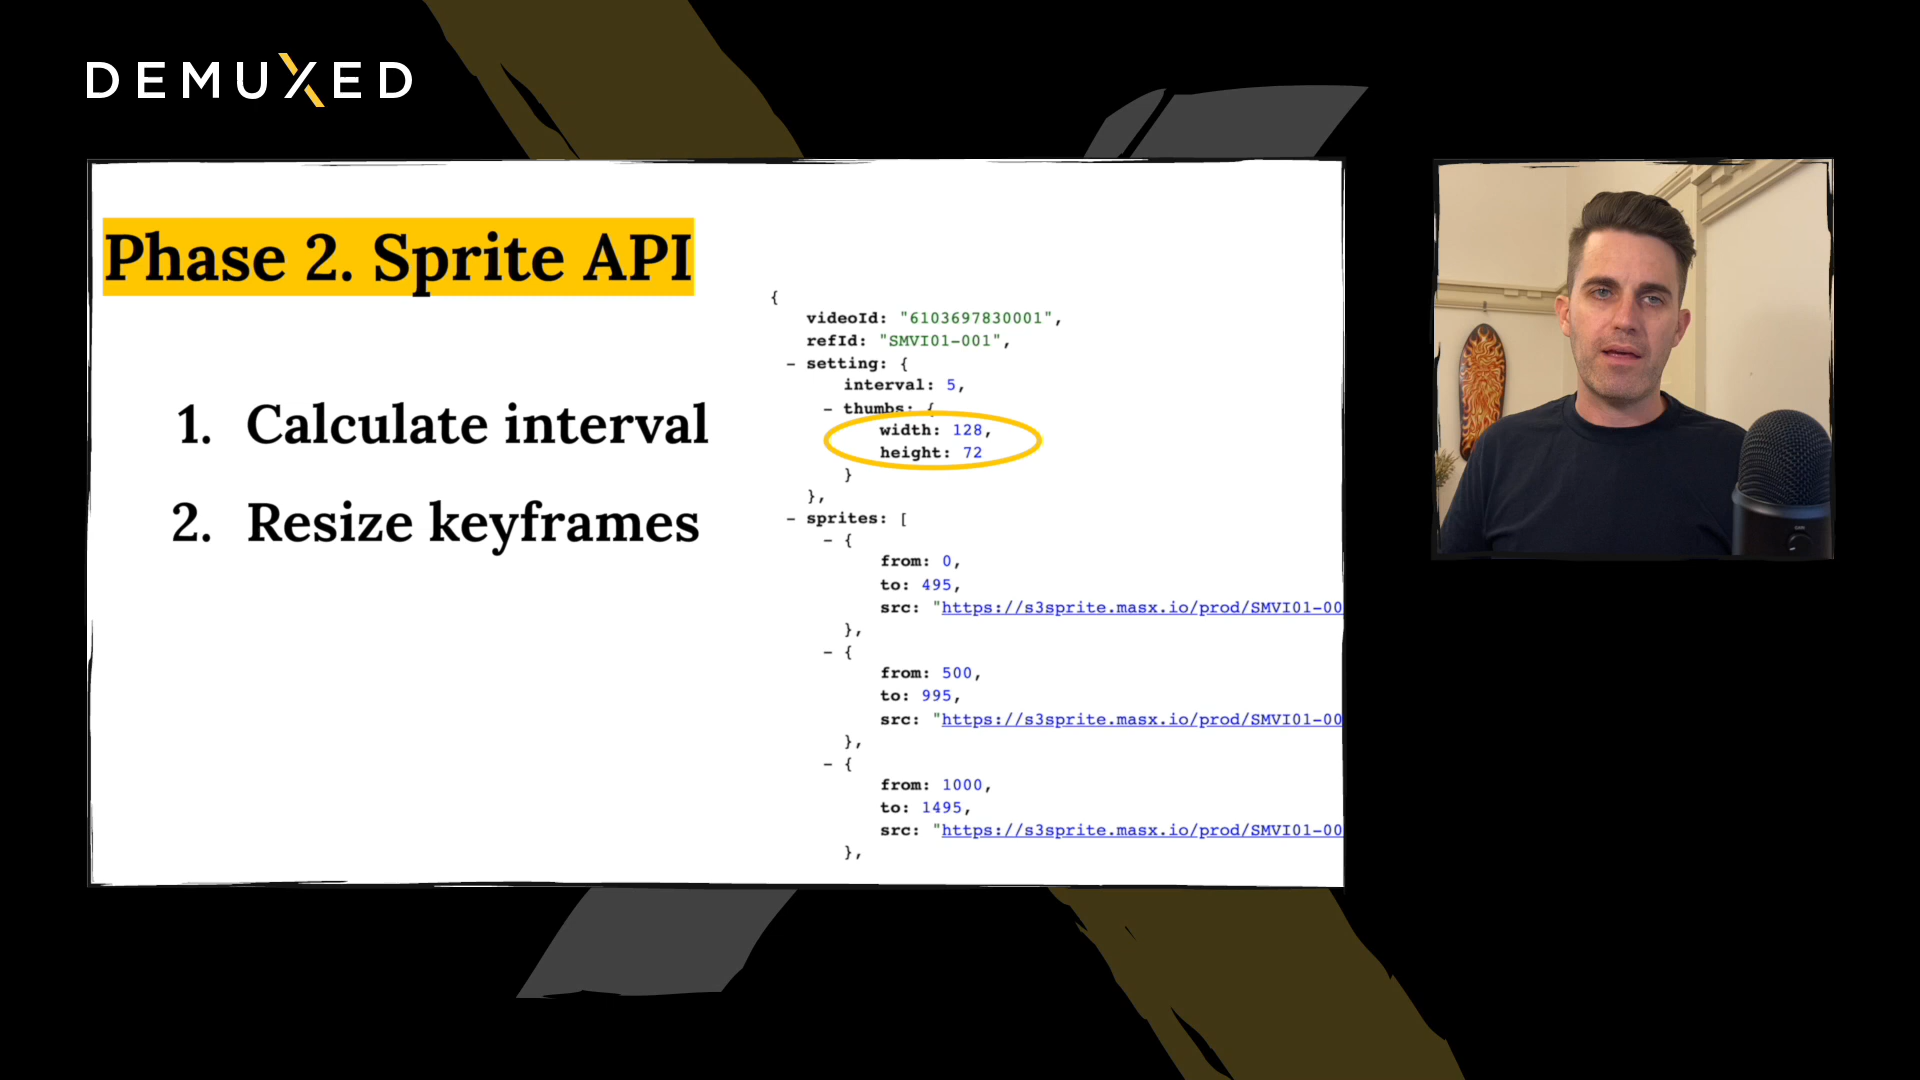 DEMUXED
Phase 2. Sprite API
1. Calculate interval
2. Resize keyframes
{
videoId: "6103697830001",
refId: "SMVI01-001",
- setting: {
interval: 5,
- thumbs: {
width: 128,
height: 72
}
},
- sprites: [
- {
from: 0,
to: 495,
src: "https://s3sprite.masx.io/prod/SMVI01-00
},
- {
from: 500,
to: 995,
src: "https://s3sprite.masx.io/prod/SMVI01-00
},
- {
from: 1000,
to: 1495,
src: "https://s3sprite.masx.io/prod/SMVI01-00
},